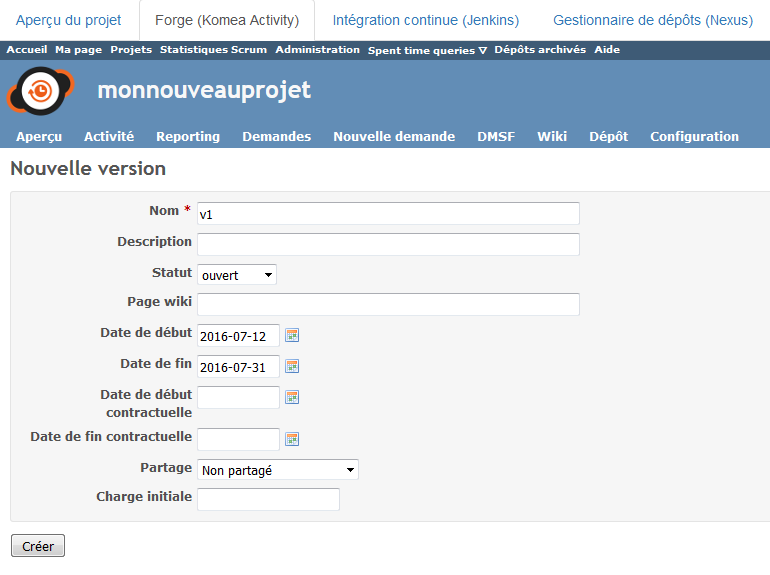 Aperçu du projet Forge (Komea Activity) Intégration continue (Jenkins) Gestionnaire de dépôts (Nexus)
Accueil Ma page Projets Statistiques Scrum Administration Spent time queries ▽ Dépôts archivés Aide
monnouveauprojet
Aperçu Activité Reporting Demandes Nouvelle demande DMSF Wiki Dépôt Configuration
Nouvelle version
Nom * v1
Description
Statut ouvert
Page wiki
Date de début 2016-07-12
Date de fin 2016-07-31
Date de début
contractuelle
Date de fin contractuelle
Partage Non partagé
Charge initiale
Créer